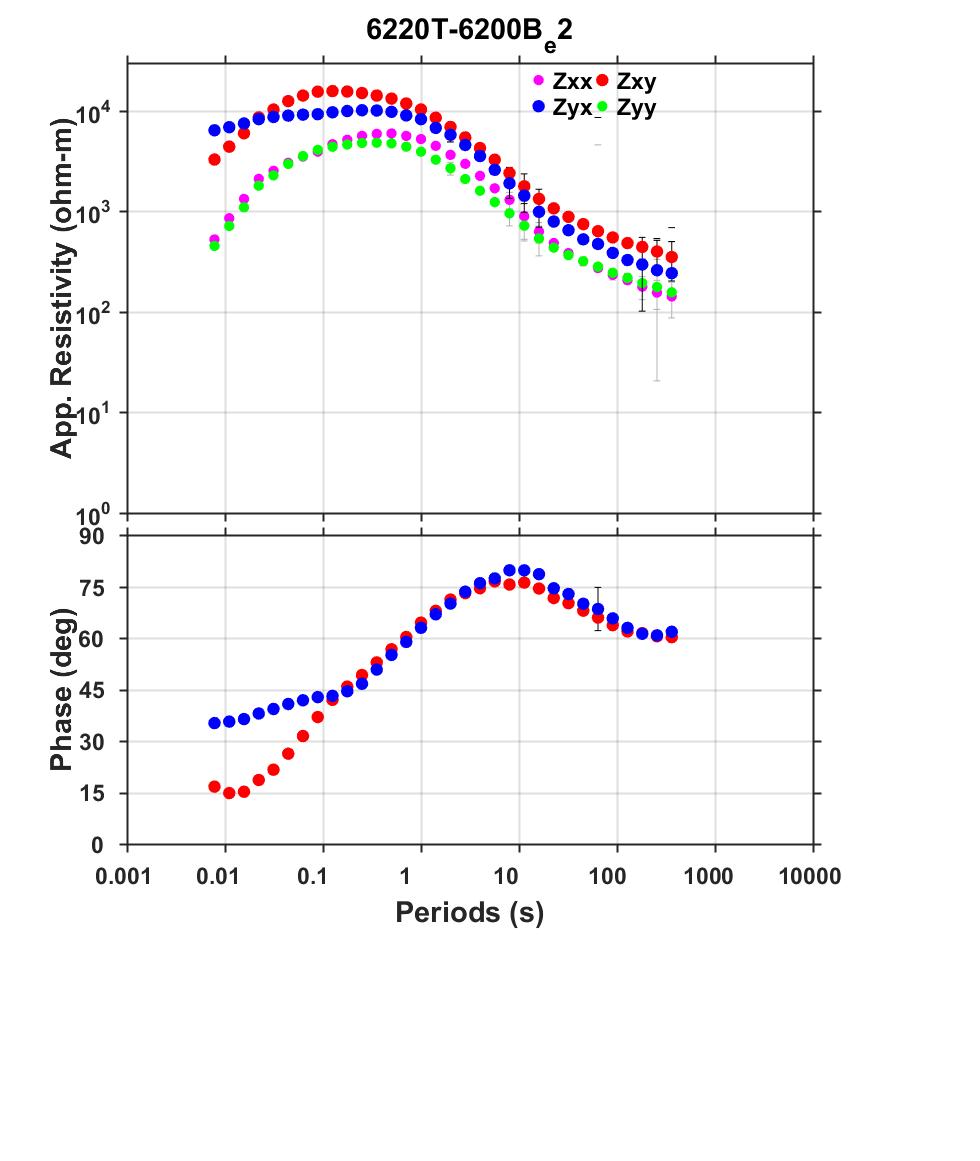 6220T-6200Be2
Zxx Zxy
Zyx Zyy
App. Resistivity (ohm-m)
10^4
10^3
10^2
10^1
10^0
Phase (deg)
90
75
60
45
30
15
0
0.001 0.01 0.1 1 10 100 1000 10000
Periods (s)